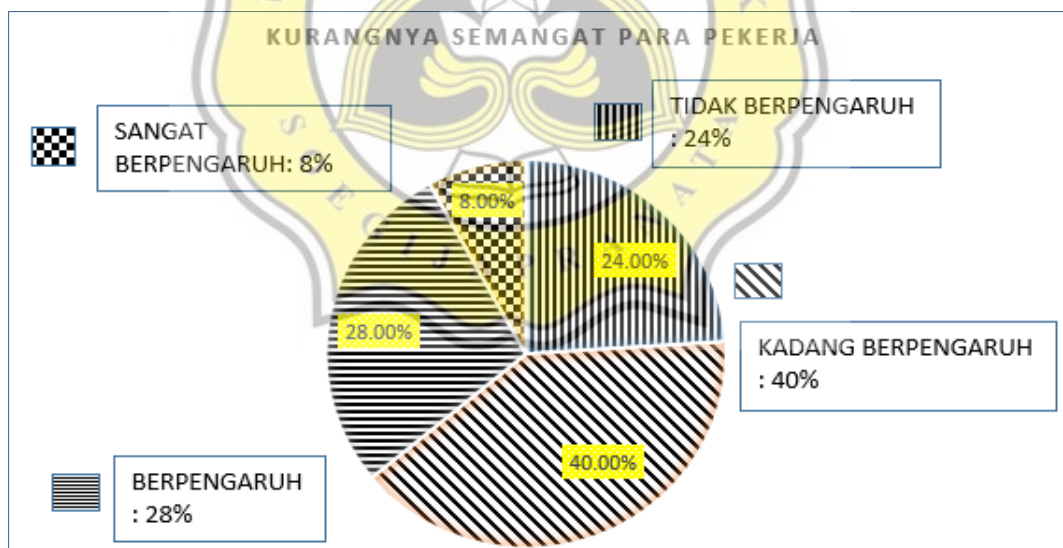 KURANGNYA SEMANGAT PARA PEKERJA
SANGAT
BERPENGARUH: 8%
TIDAK BERPENGARUH
: 24%
8.00%
24.00%
28.00%
KADANG BERPENGARUH
: 40%
40.00%
BERPENGARUH
: 28%